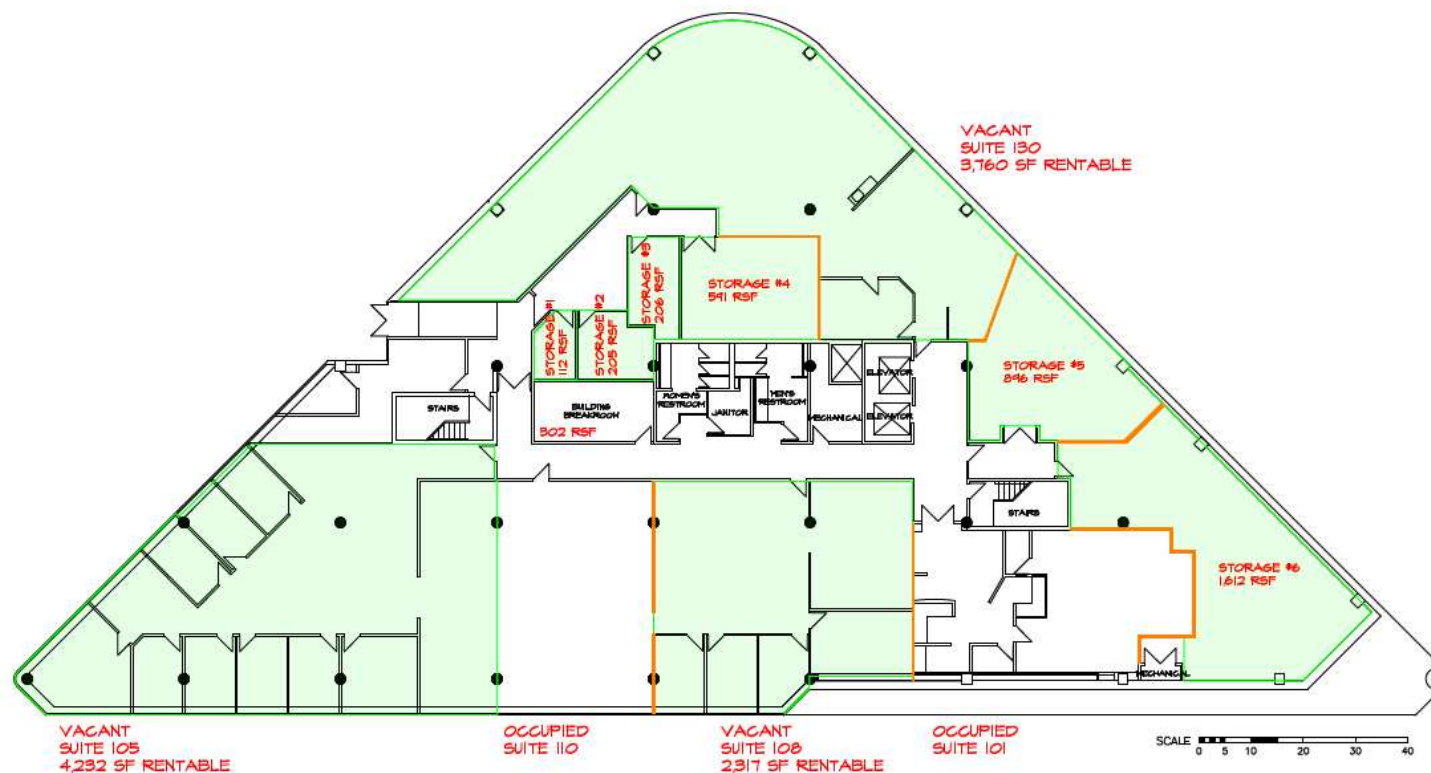 VACANT
SUITE 130
3,760 SF RENTABLE
STORAGE #3
206 RSF
STORAGE #4
591 RSF
STORAGE #1
112 RSF
STORAGE #2
205 RSF
STORAGE #5
896 RSF
ELEVATOR
STAIRS
BUILDING
BREAKROOM
302 RSF
WOMEN'S
RESTROOM
JANITOR
MEN'S
RESTROOM
MECHANICAL
ELEVATOR
STAIRS
STORAGE #6
1,612 RSF
MECHANICAL
VACANT
SUITE 105
4,232 SF RENTABLE
OCCUPIED
SUITE 110
VACANT
SUITE 108
2,317 SF RENTABLE
OCCUPIED
SUITE 101
SCALE 0 5 10 20 30 40